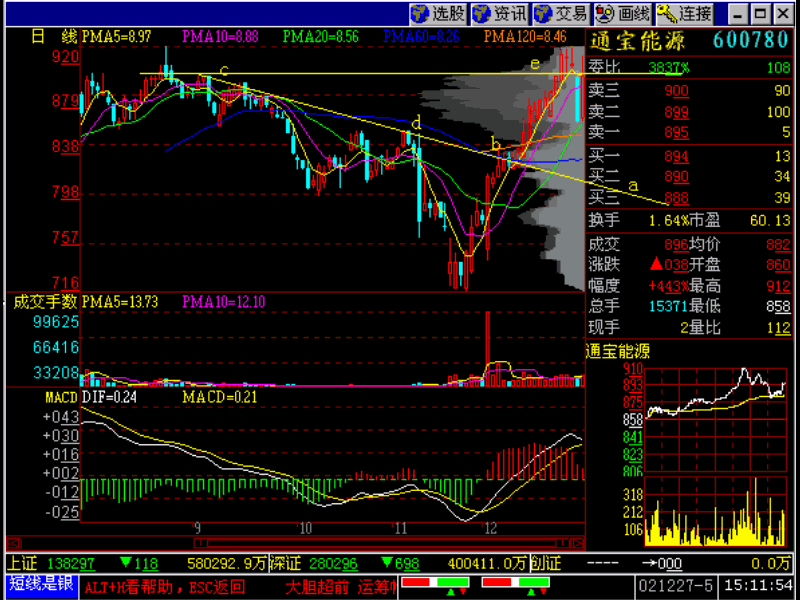 选股 资讯 交易 画线 连接
日 线 PMA5=8.97 PMA10=8.88 PMA20=8.56 PMA60=8.26 PMA120=8.46
通宝能源 600780
920
879
838
798
757
716
c
e
d
b
a
委比 3837% 108
卖三 900 90
卖二 899 100
卖一 895 5
买一 894 13
买二 890 34
买三 888 39
换手 1.64% 市盈 60.13
成交 896 均价 882
涨跌 ▲038 开盘 860
幅度 +443% 最高 912
总手 15371 最低 858
现手 2 量比 112
成交手数 PMA5=13.73 PMA10=12.10
99625
66416
33208
MACD DIF=0.24 MACD=0.21
+043
+030
+016
+002
-012
-025
9 10 11 12
通宝能源
910
893
875
858
841
823
806
318
212
106
上证 138297 ▼118 580292.9万 深证 280296 ▼698 400411.0万 创证 ---- →000 0.0万
短线是银 ALT+H看帮助，ESC返回 大胆超前 运筹 021227-5 15:11:54